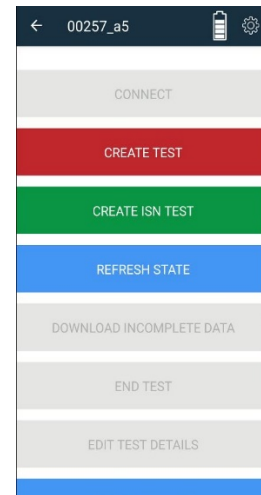 00257_a5
CONNECT
CREATE TEST
CREATE ISN TEST
REFRESH STATE
DOWNLOAD INCOMPLETE DATA
END TEST
EDIT TEST DETAILS